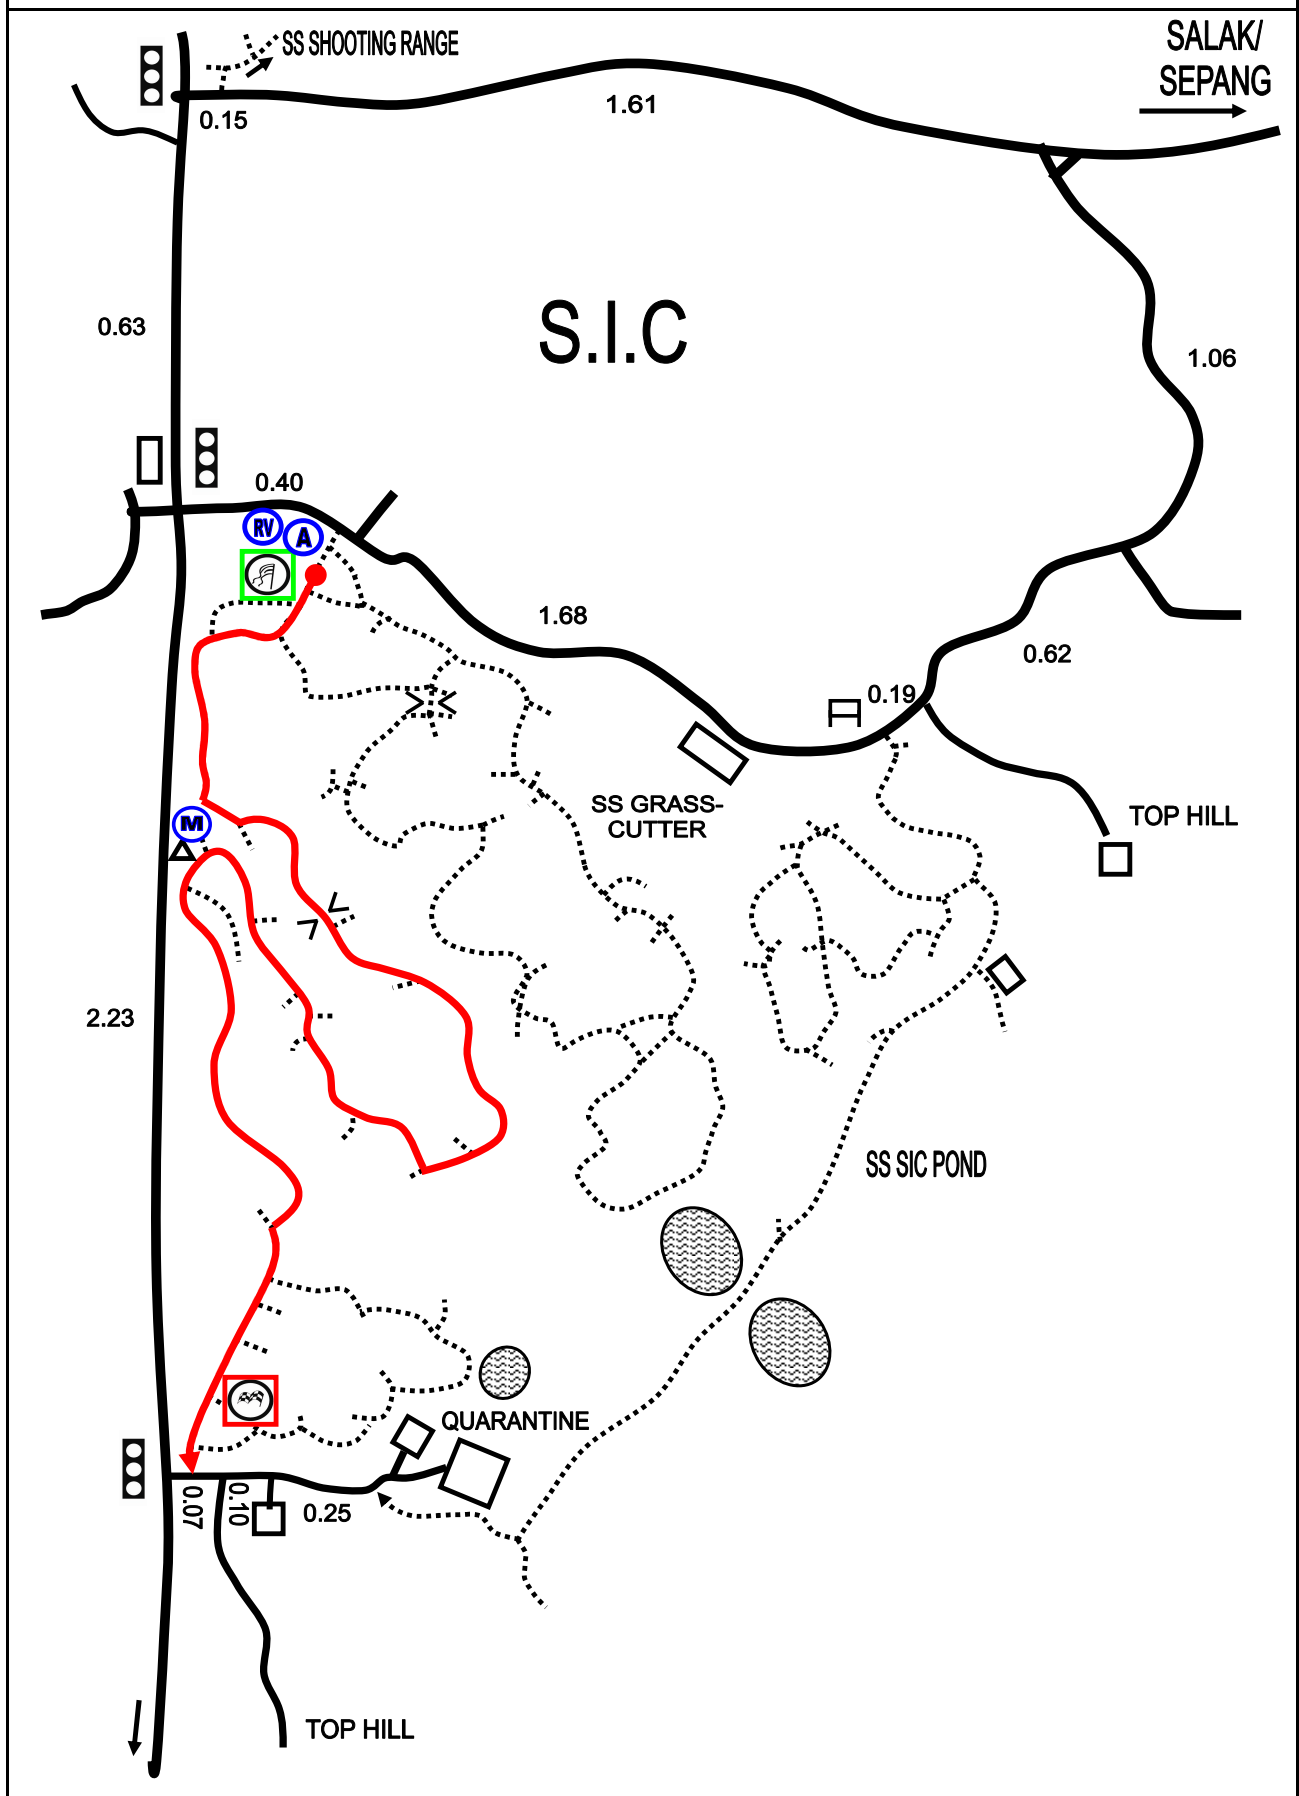 SS SHOOTING RANGE
SALAK/
SEPANG
0.15
1.61
0.63
S.I.C
1.06
0.40
RV
A
1.68
0.62
0.19
SS GRASS-
CUTTER
TOP HILL
M
2.23
SS SIC POND
QUARANTINE
0.07
0.10
0.25
TOP HILL